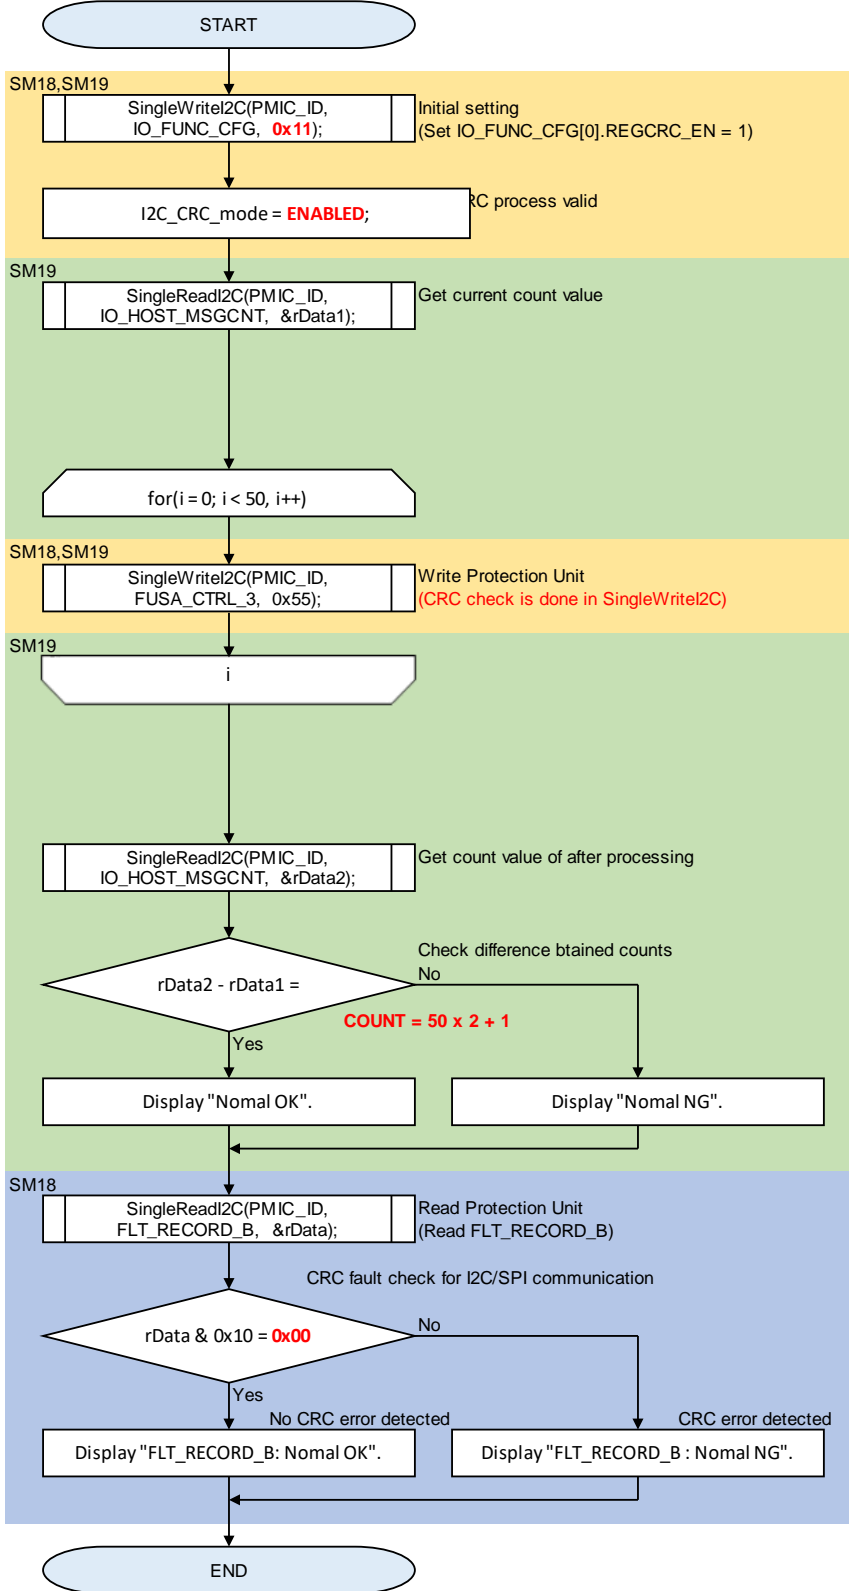 START
SM18,SM19
SingleWriteI2C(PMIC_ID,
IO_FUNC_CFG, 0x11);
Initial setting
(Set IO_FUNC_CFG[0].REGCRC_EN = 1)
I2C_CRC_mode = ENABLED;
RC process valid
SM19
SingleReadI2C(PMIC_ID,
IO_HOST_MSGCNT, &rData1);
Get current count value
for(i = 0; i < 50, i++)
SM18,SM19
SingleWriteI2C(PMIC_ID,
FUSA_CTRL_3, 0x55);
Write Protection Unit
(CRC check is done in SingleWriteI2C)
SM19
i
SingleReadI2C(PMIC_ID,
IO_HOST_MSGCNT, &rData2);
Get count value of after processing
Check difference btained counts
No
rData2 - rData1 =
COUNT = 50 x 2 + 1
Yes
Display "Nomal OK".
Display "Nomal NG".
SM18
SingleReadI2C(PMIC_ID,
FLT_RECORD_B, &rData);
Read Protection Unit
(Read FLT_RECORD_B)
CRC fault check for I2C/SPI communication
No
rData & 0x10 = 0x00
Yes
No CRC error detected
CRC error detected
Display "FLT_RECORD_B: Nomal OK".
Display "FLT_RECORD_B : Nomal NG".
END